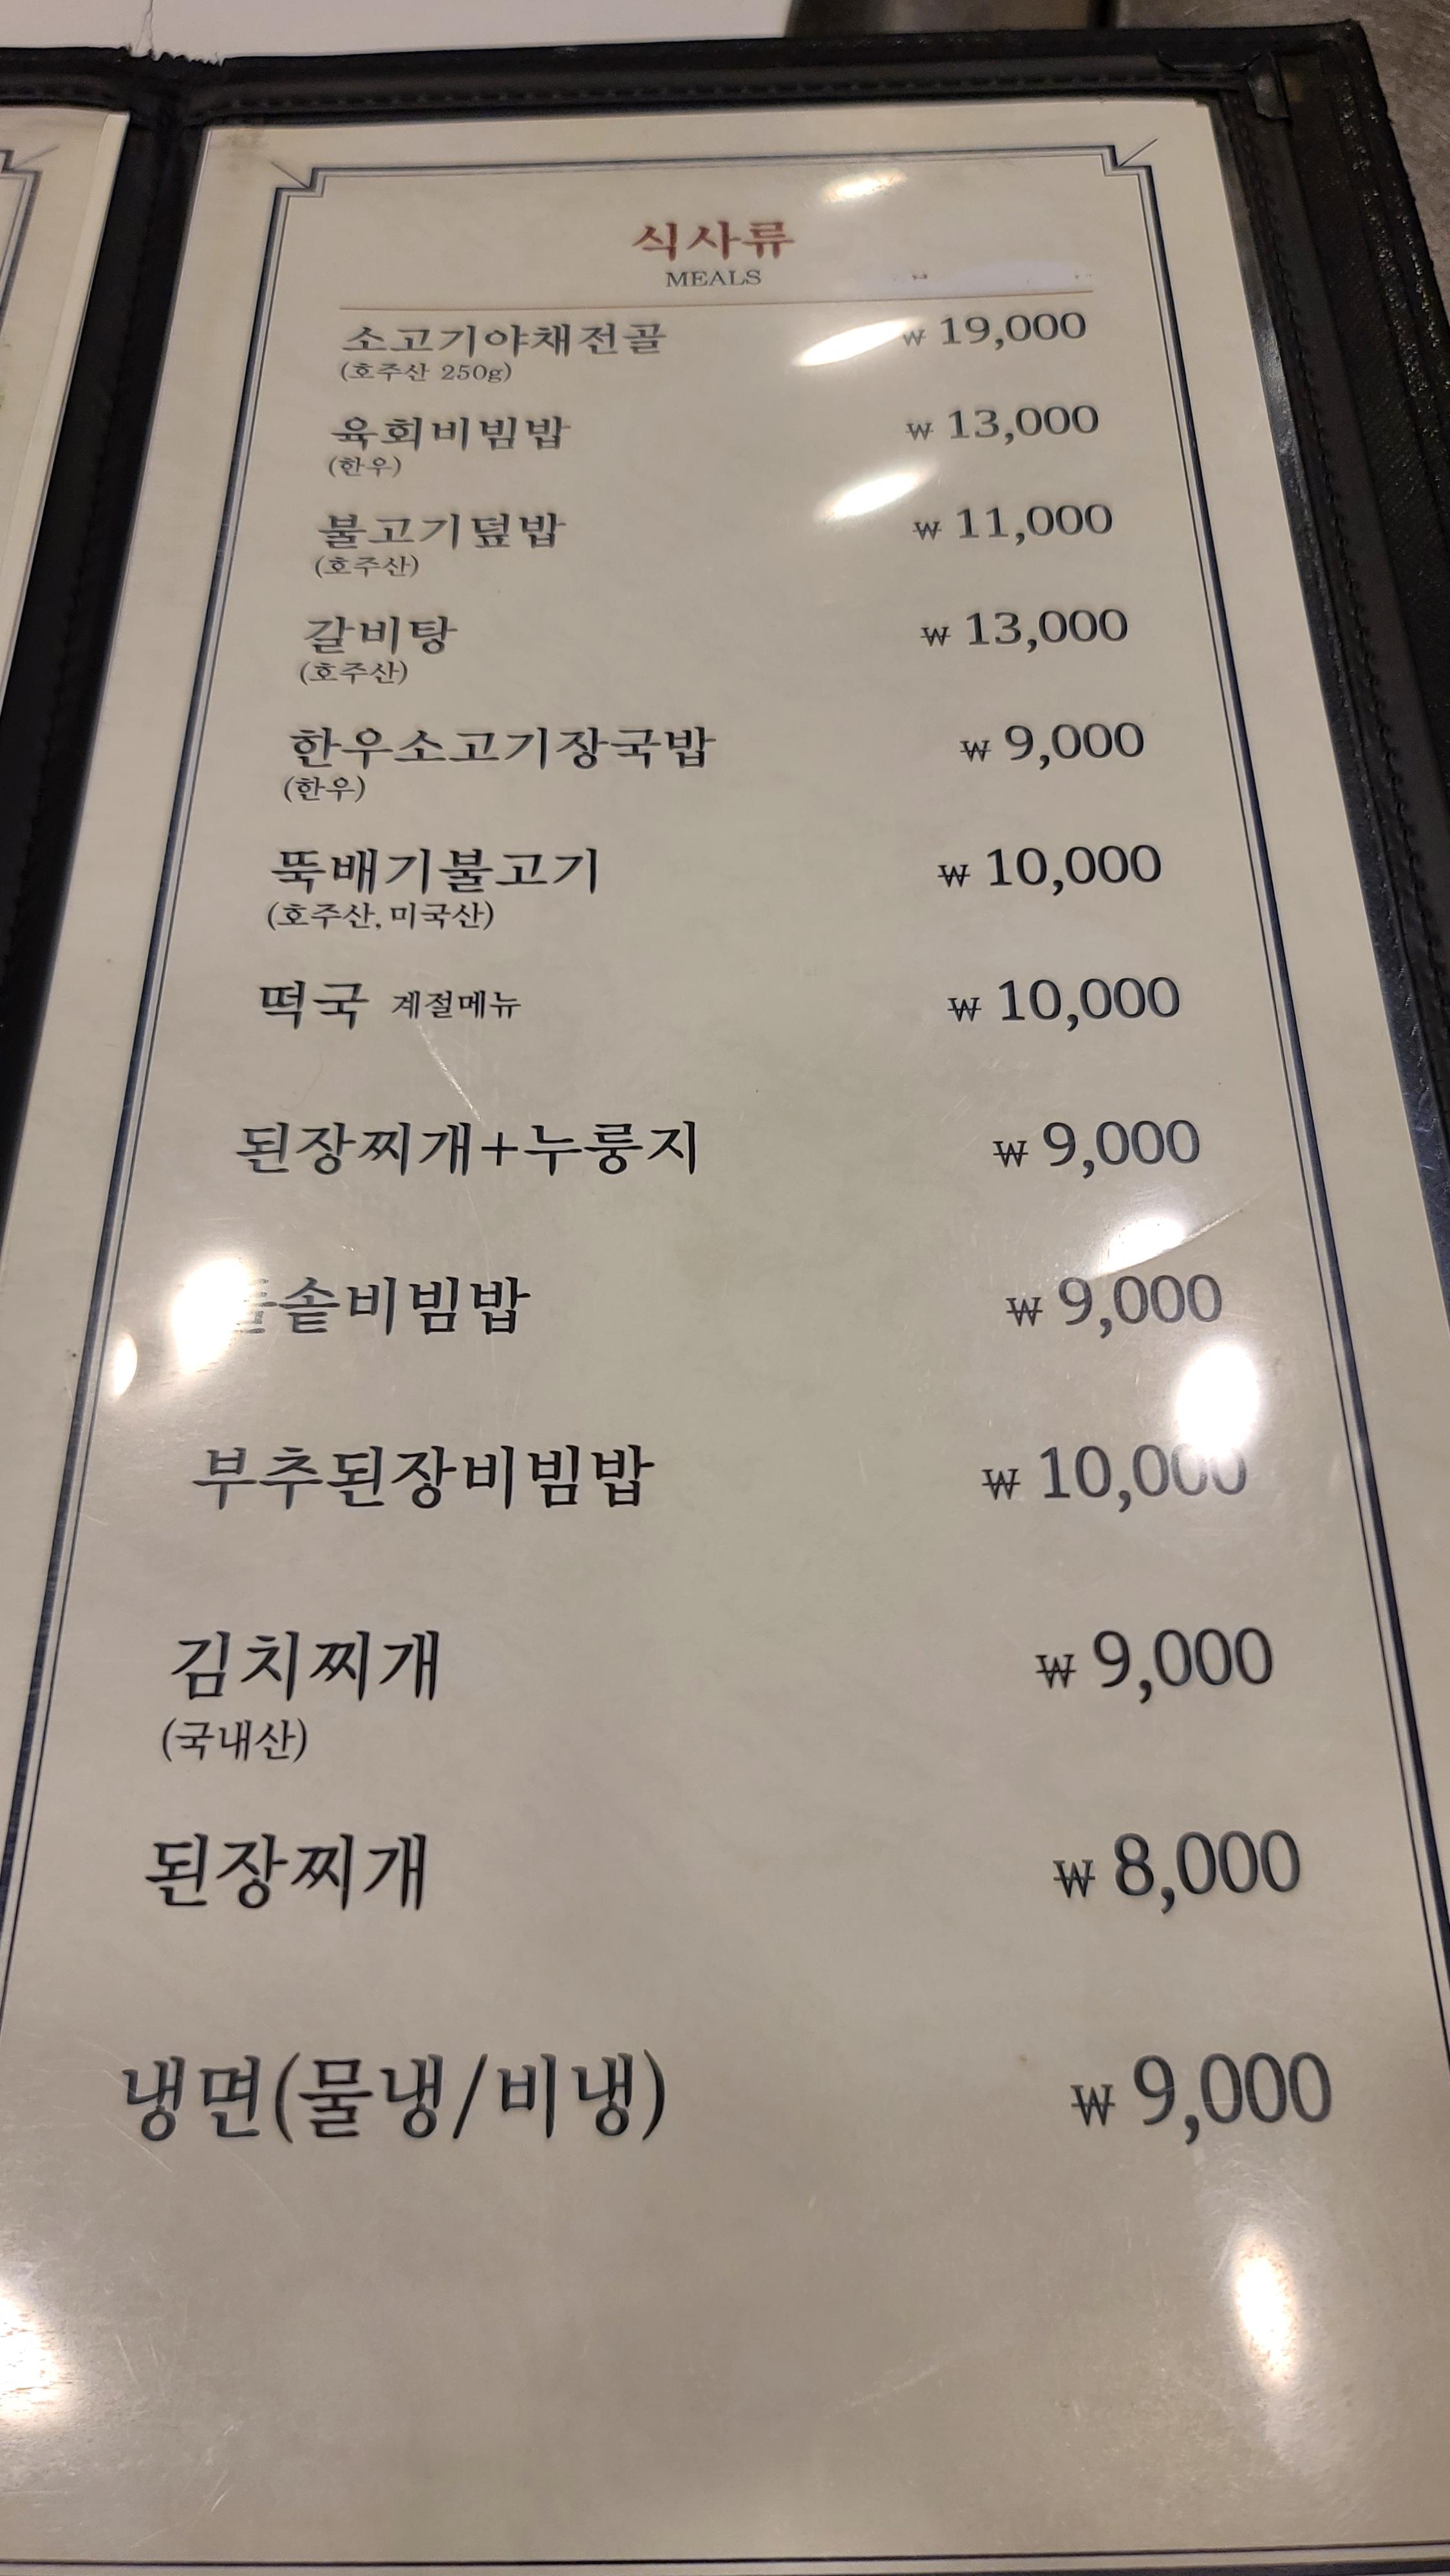 식사류
MEALS
소고기야채전골 ₩ 19,000
(호주산 250g)
육회비빔밥 ₩ 13,000
(한우)
불고기덮밥 ₩ 11,000
(호주산)
갈비탕 ₩ 13,000
(호주산)
한우소고기장국밥 ₩ 9,000
(한우)
뚝배기불고기 ₩ 10,000
(호주산, 미국산)
떡국 계절메뉴 ₩ 10,000
된장찌개+누룽지 ₩ 9,000
돌솥비빔밥 ₩ 9,000
부추된장비빔밥 ₩ 10,000
김치찌개 ₩ 9,000
(국내산)
된장찌개 ₩ 8,000
냉면(물냉/비냉) ₩ 9,000